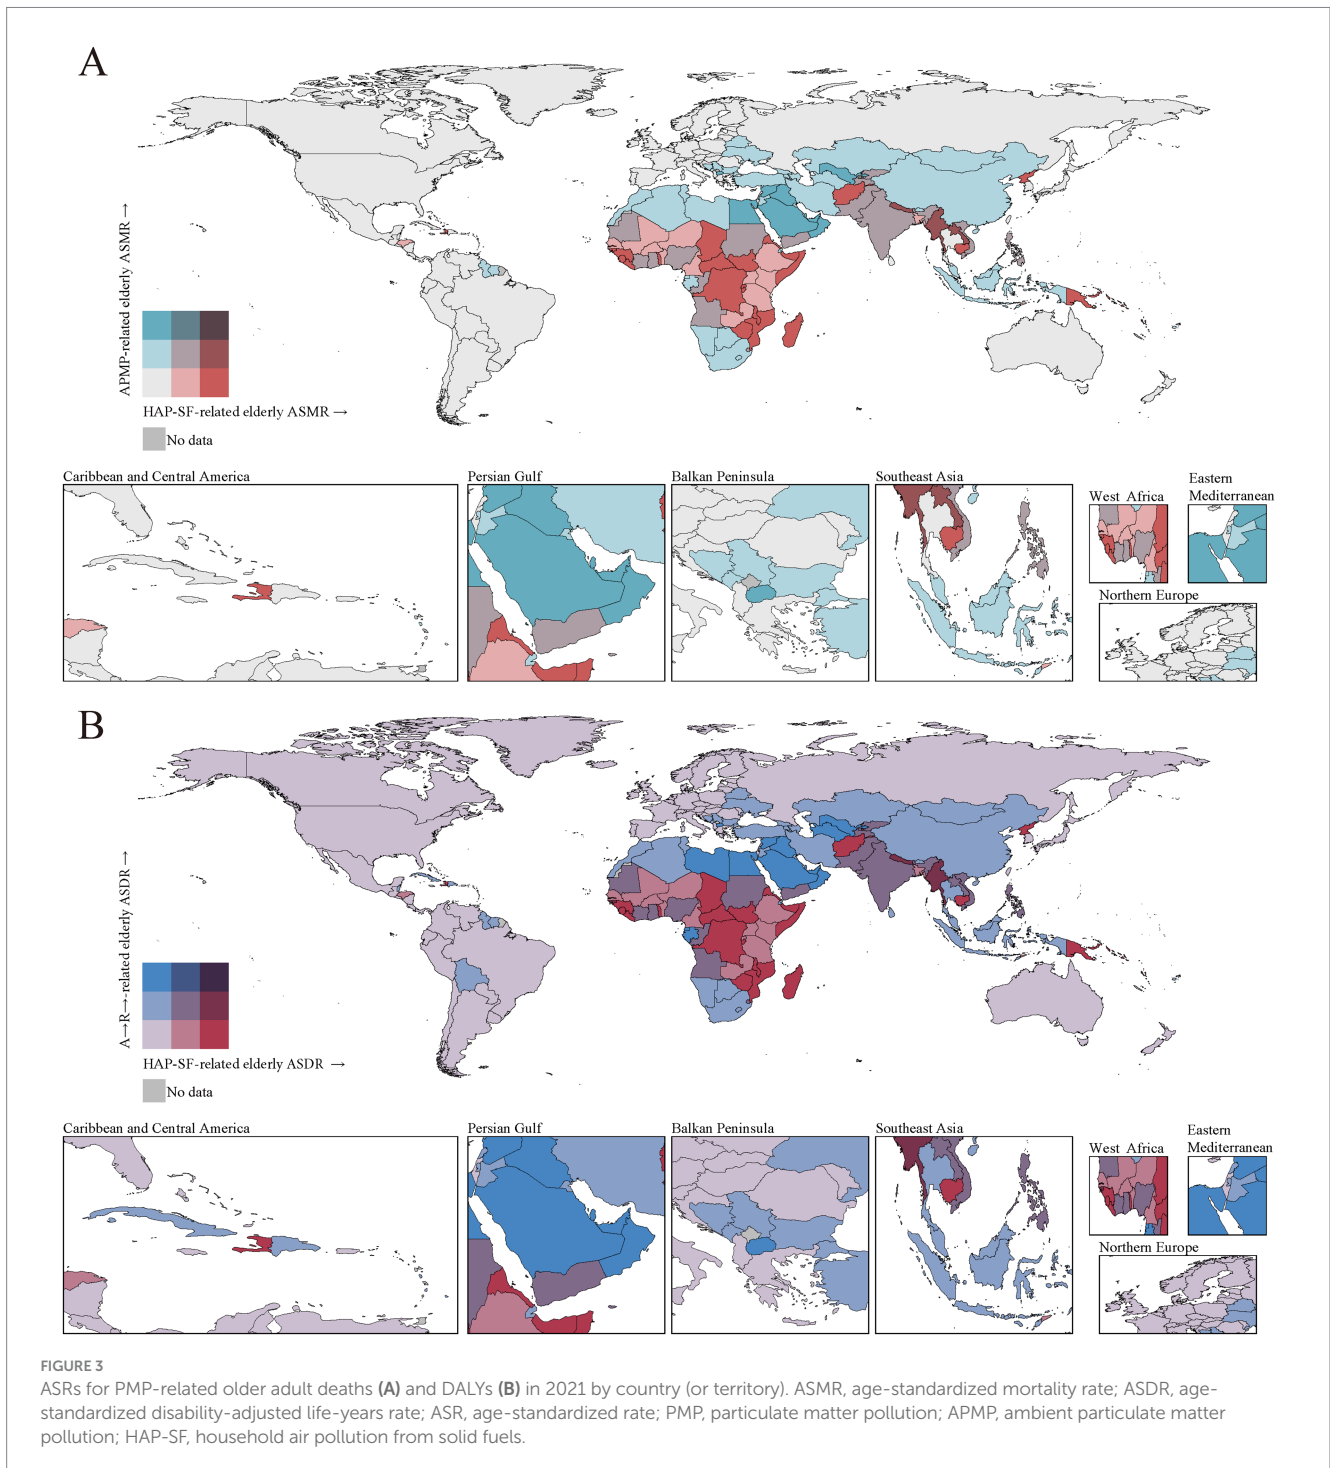 A
APMP-related elderly ASMR →
HAP-SF-related elderly ASMR →
No data
Caribbean and Central America
Persian Gulf
Balkan Peninsula
Southeast Asia
West Africa
Eastern
Mediterranean
Northern Europe
B
A→R→-related elderly ASDR →
HAP-SF-related elderly ASDR →
No data
Caribbean and Central America
Persian Gulf
Balkan Peninsula
Southeast Asia
West Africa
Eastern
Mediterranean
Northern Europe
FIGURE 3
ASRs for PMP-related older adult deaths (A) and DALYs (B) in 2021 by country (or territory). ASMR, age-standardized mortality rate; ASDR, age-
standardized disability-adjusted life-years rate; ASR, age-standardized rate; PMP, particulate matter pollution; APMP, ambient particulate matter
pollution; HAP-SF, household air pollution from solid fuels.